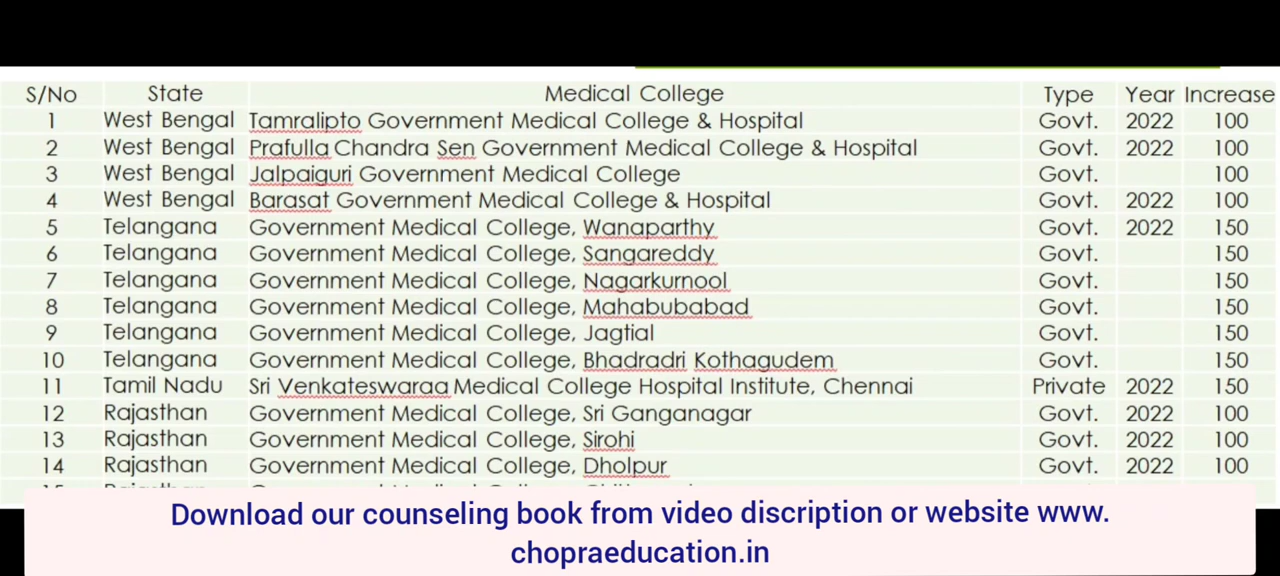 S/No State Medical College Type Year Increase
1 West Bengal Tamralipto Government Medical College & Hospital Govt. 2022 100
2 West Bengal Prafulla Chandra Sen Government Medical College & Hospital Govt. 2022 100
3 West Bengal Jalpaiguri Government Medical College Govt. 100
4 West Bengal Barasat Government Medical College & Hospital Govt. 2022 100
5 Telangana Government Medical College, Wanaparthy Govt. 2022 150
6 Telangana Government Medical College, Sangareddy Govt. 150
7 Telangana Government Medical College, Nagarkurnool Govt. 150
8 Telangana Government Medical College, Mahabubabad Govt. 150
9 Telangana Government Medical College, Jagtial Govt. 150
10 Telangana Government Medical College, Bhadradri Kothagudem Govt. 150
11 Tamil Nadu Sri Venkateswaraa Medical College Hospital Institute, Chennai Private 2022 150
12 Rajasthan Government Medical College, Sri Ganganagar Govt. 2022 100
13 Rajasthan Government Medical College, Sirohi Govt. 2022 100
14 Rajasthan Government Medical College, Dholpur Govt. 2022 100
Download our counseling book from video discription or website www.
chopraeducation.in